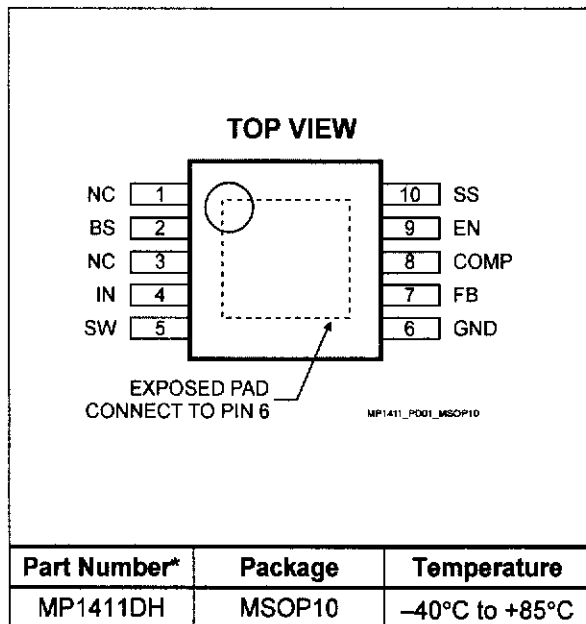 TOP VIEW
NC 1 10 SS
BS 2 9 EN
NC 3 8 COMP
IN 4 7 FB
SW 5 6 GND
EXPOSED PAD
CONNECT TO PIN 6
MP1411_PD01_MSOP10
Part Number* Package Temperature
MP1411DH MSOP10 –40°C to +85°C